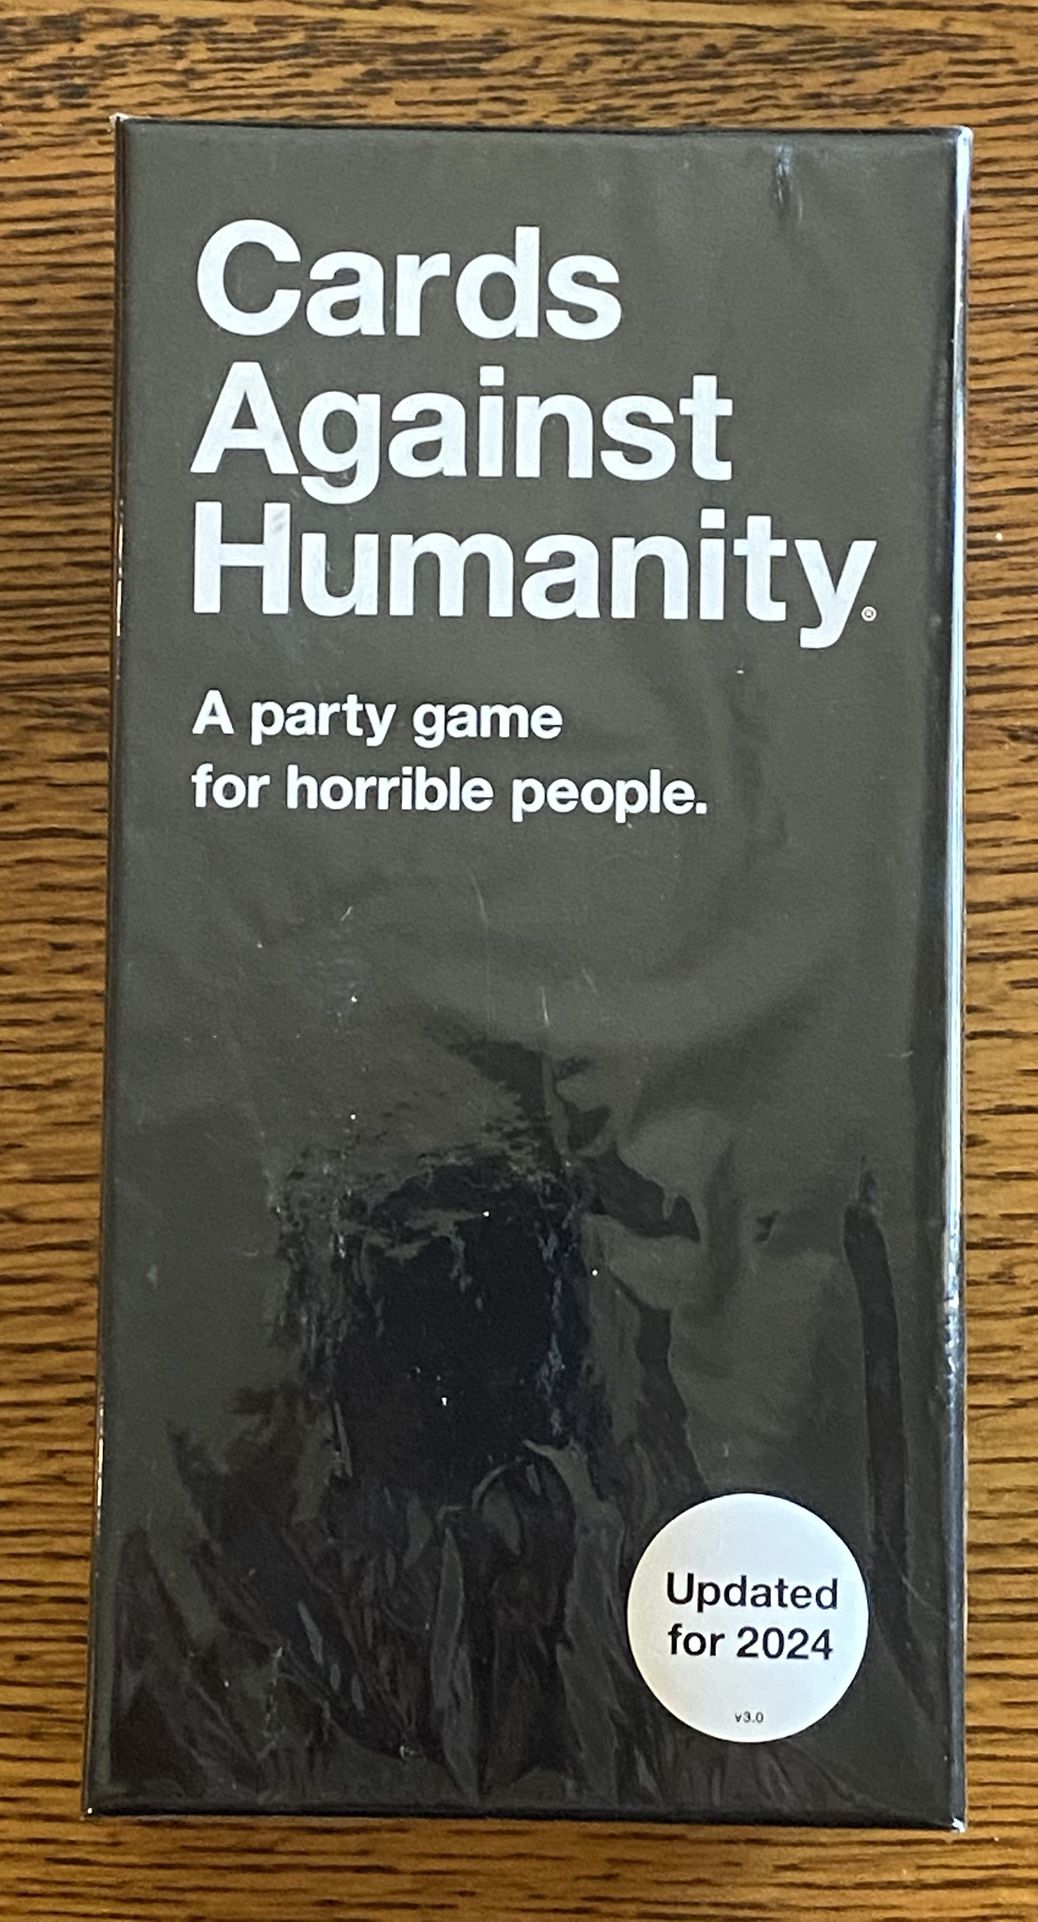 Cards
Against
Humanity®
A party game
for horrible people.
Updated
for 2024
v3.0